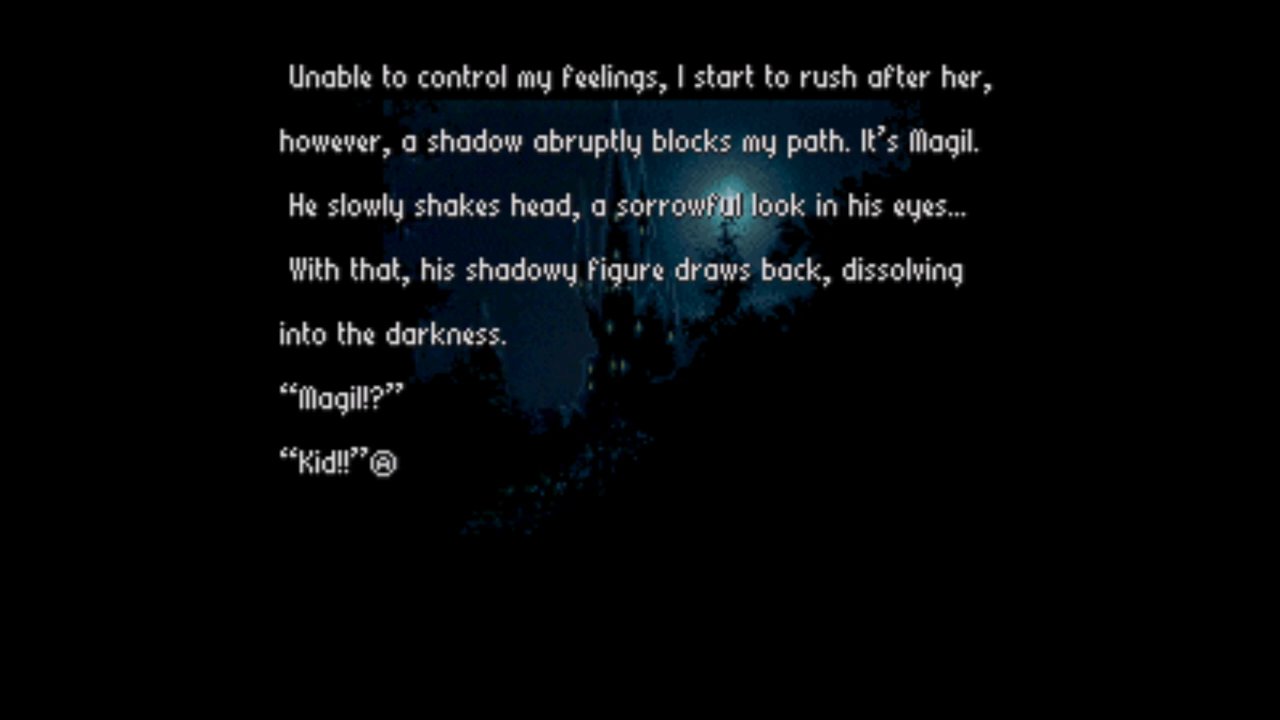 Unable to control my feelings, I start to rush after her,
however, a shadow abruptly blocks my path. It's Magil.
He slowly shakes head, a sorrowful look in his eyes...
With that, his shadowy figure draws back, dissolving
into the darkness.
“Magil!?”
“Kid!!”Ⓐ